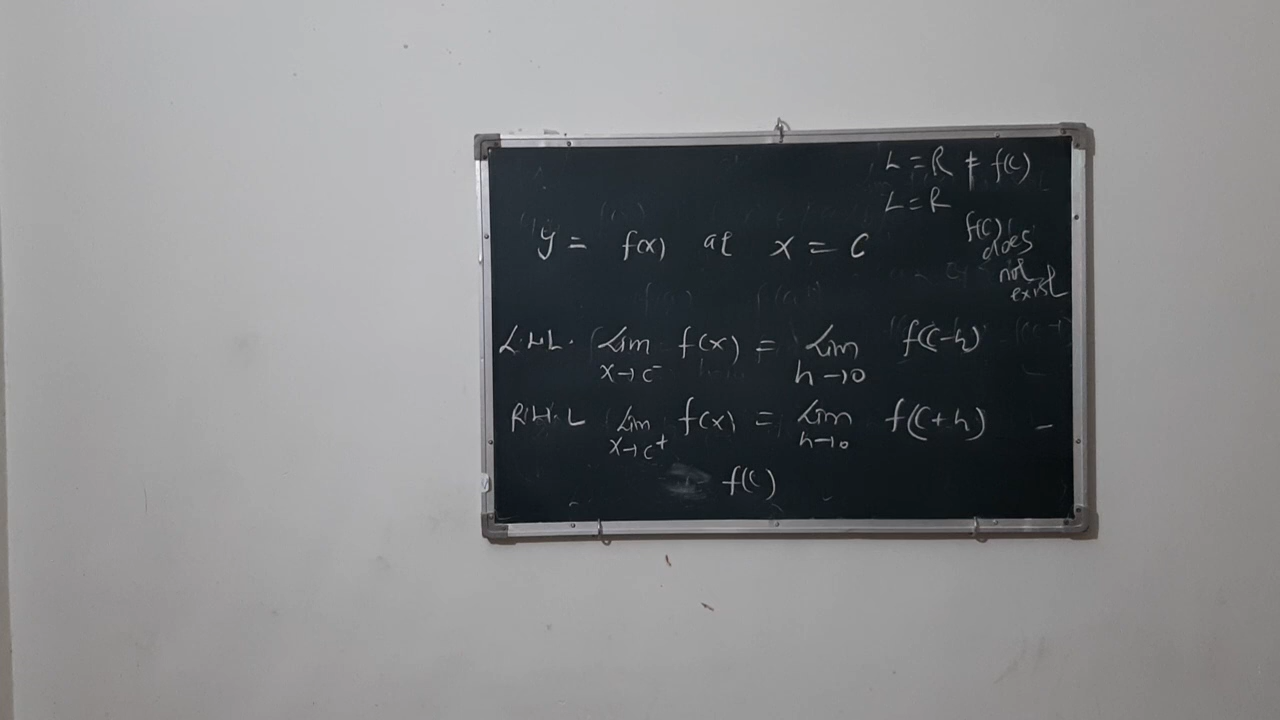 L = R ≠ f(c)
L = R
f(c) does not exist
y = f(x) at x = c
L.H.L. Lim x→c⁻ f(x) = Lim h→0 f(c-h)
R.H.L Lim x→c⁺ f(x) = Lim h→0 f(c+h) -
f(c)